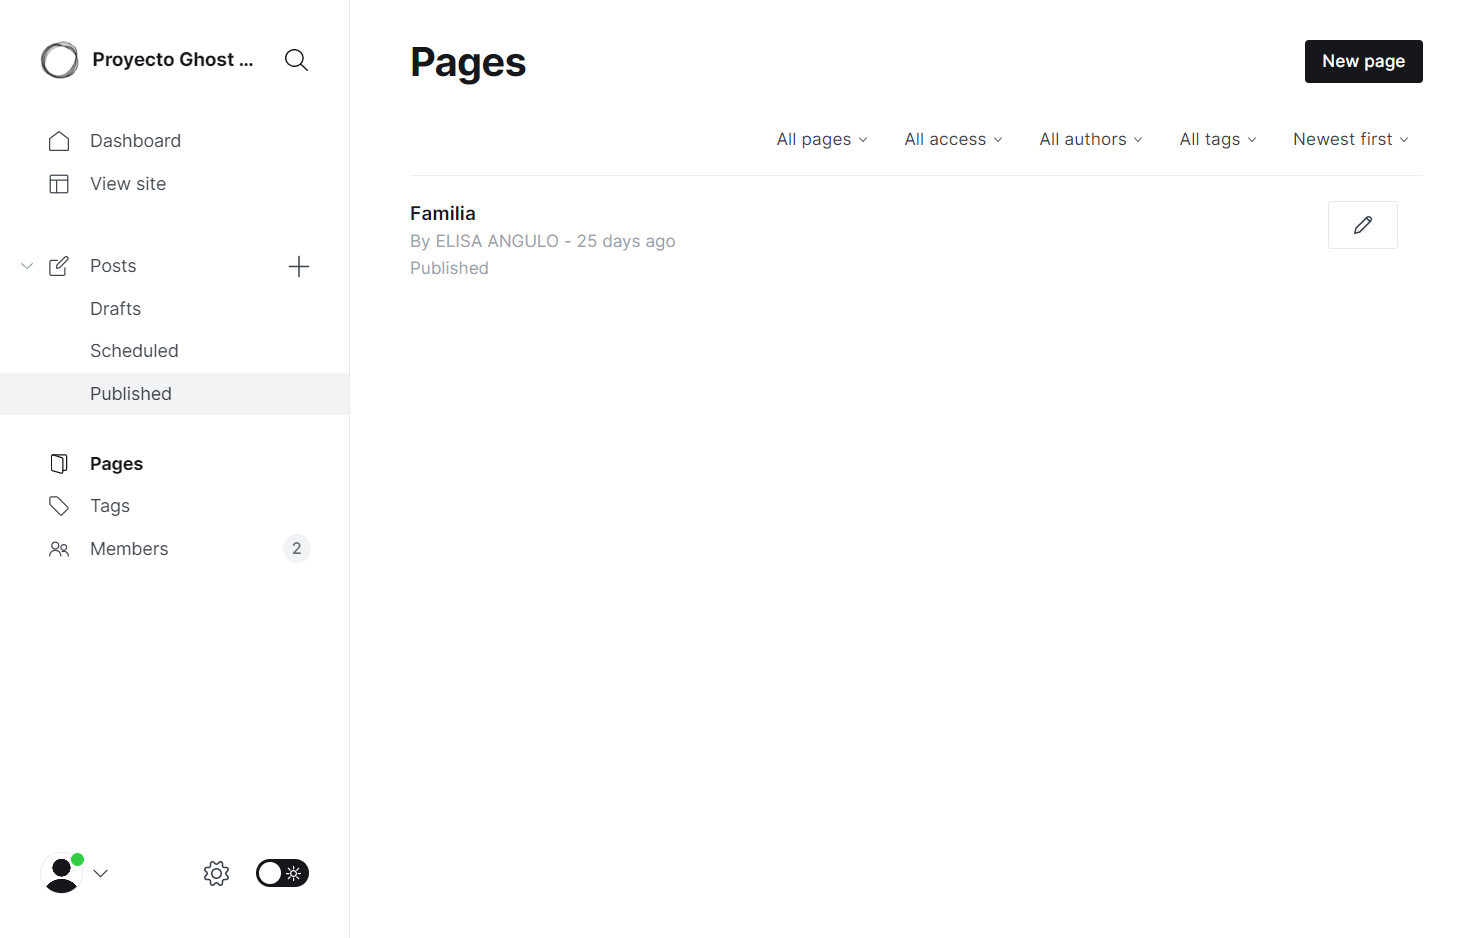 Proyecto Ghost ...
Dashboard
View site
Posts
Drafts
Scheduled
Published
Pages
Tags
Members 2
Pages
New page
All pages All access All authors All tags Newest first
Familia
By ELISA ANGULO - 25 days ago
Published